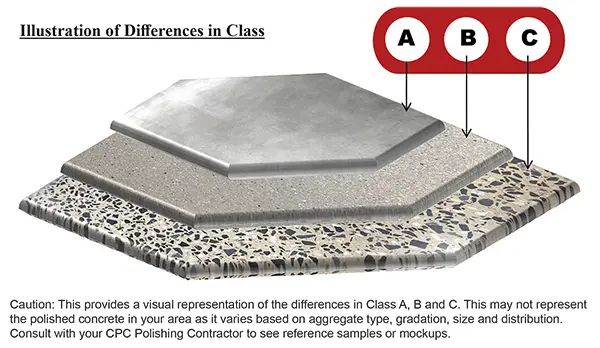 Illustration of Differences in Class
A B C
Caution: This provides a visual representation of the differences in Class A, B and C. This may not represent
the polished concrete in your area as it varies based on aggregate type, gradation, size and distribution.
Consult with your CPC Polishing Contractor to see reference samples or mockups.